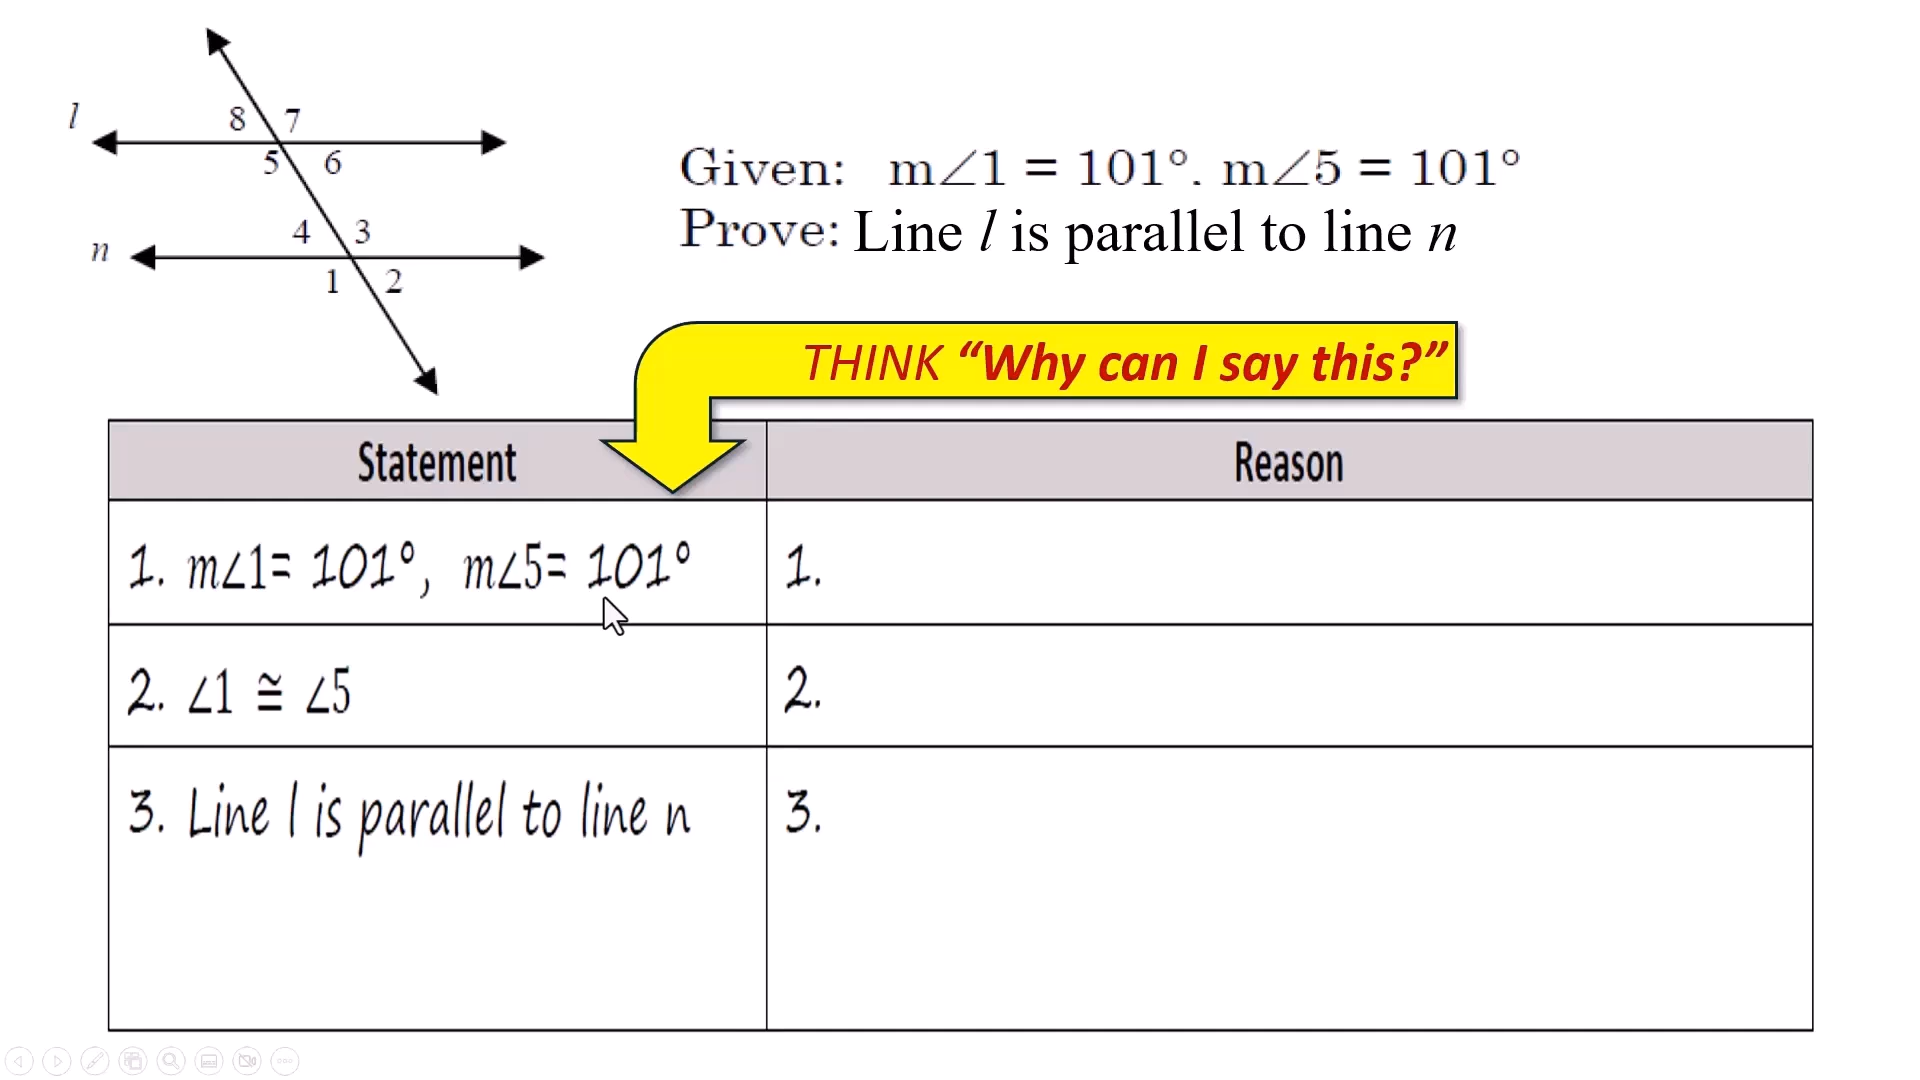 l
8 7
5 6
4 3
n
1 2
Given: m∠1 = 101°. m∠5 = 101°
Prove: Line l is parallel to line n
THINK “Why can I say this?”
Statement
Reason
1. m∠1= 101°, m∠5= 101°
1.
2. ∠1 ≅ ∠5
2.
3. Line l is parallel to line n
3.